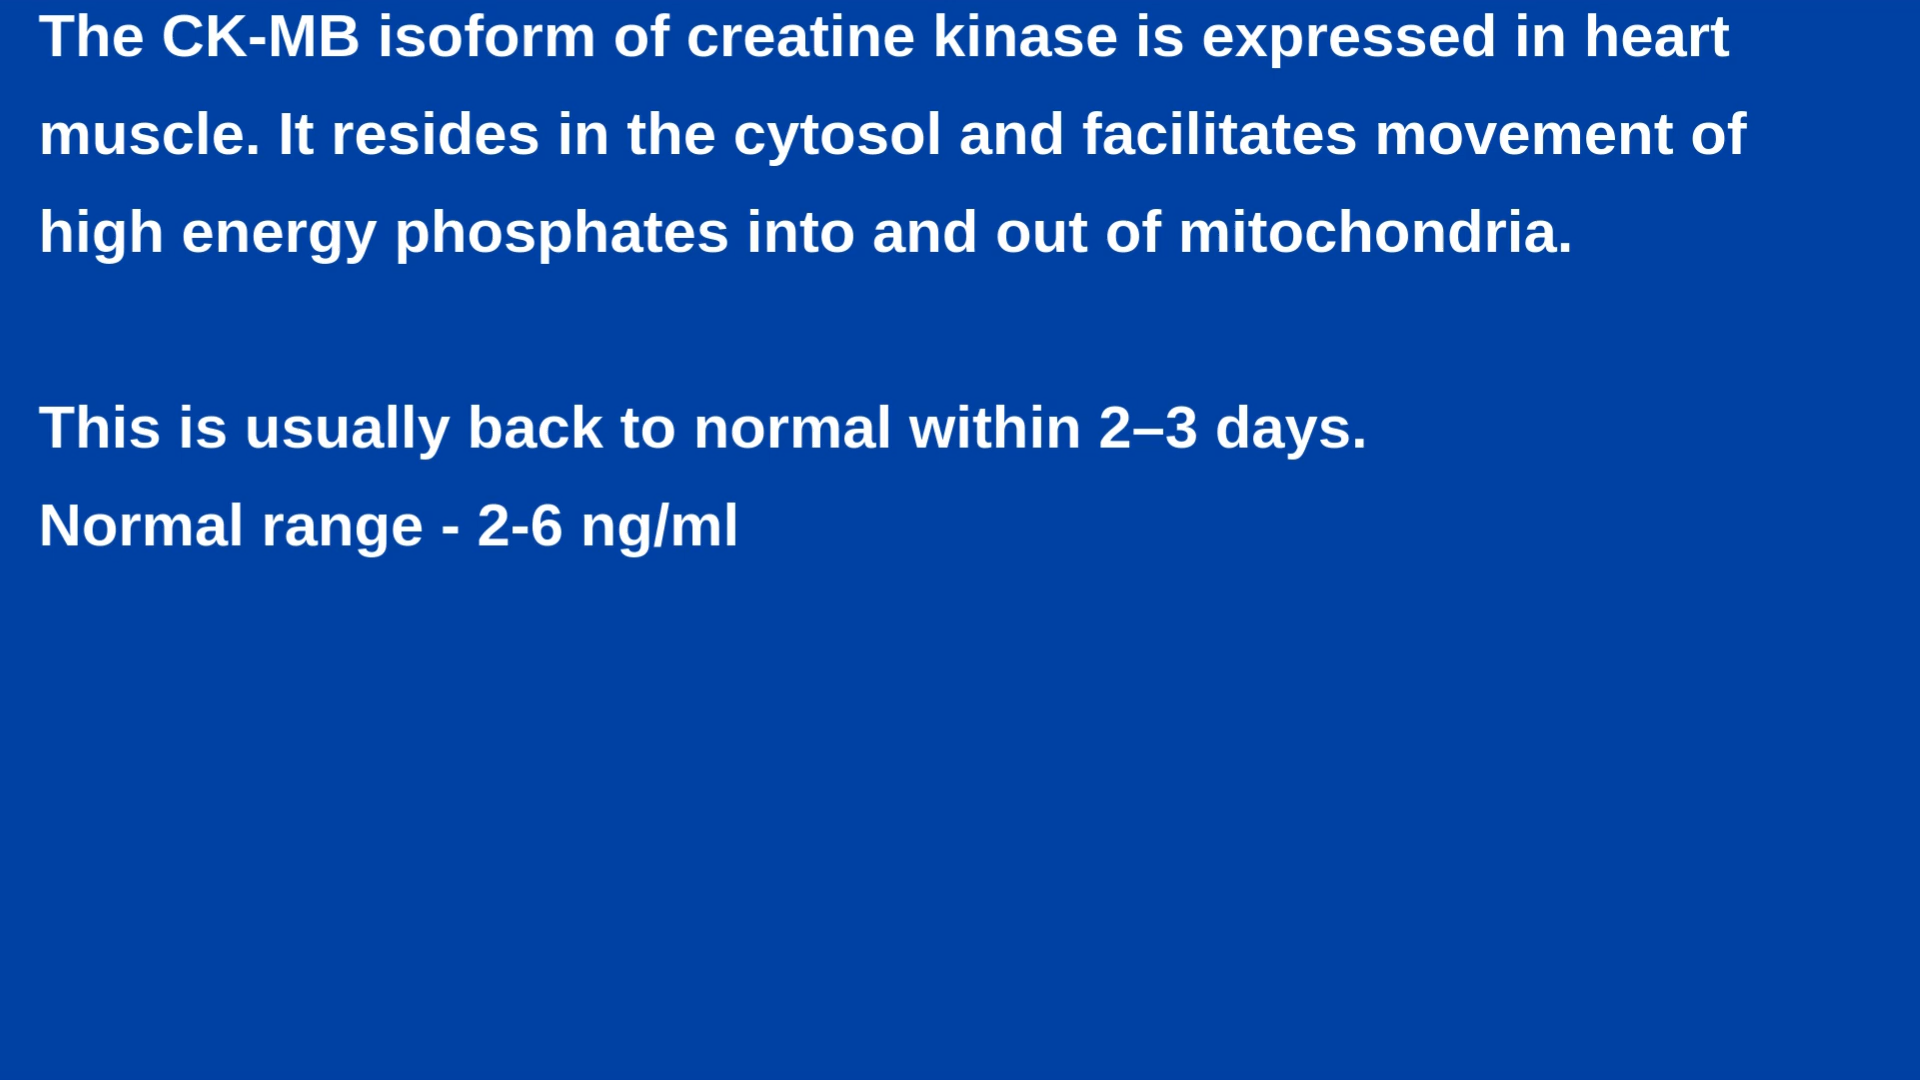 The CK-MB isoform of creatine kinase is expressed in heart
muscle. It resides in the cytosol and facilitates movement of
high energy phosphates into and out of mitochondria.
This is usually back to normal within 2–3 days.
Normal range - 2-6 ng/ml